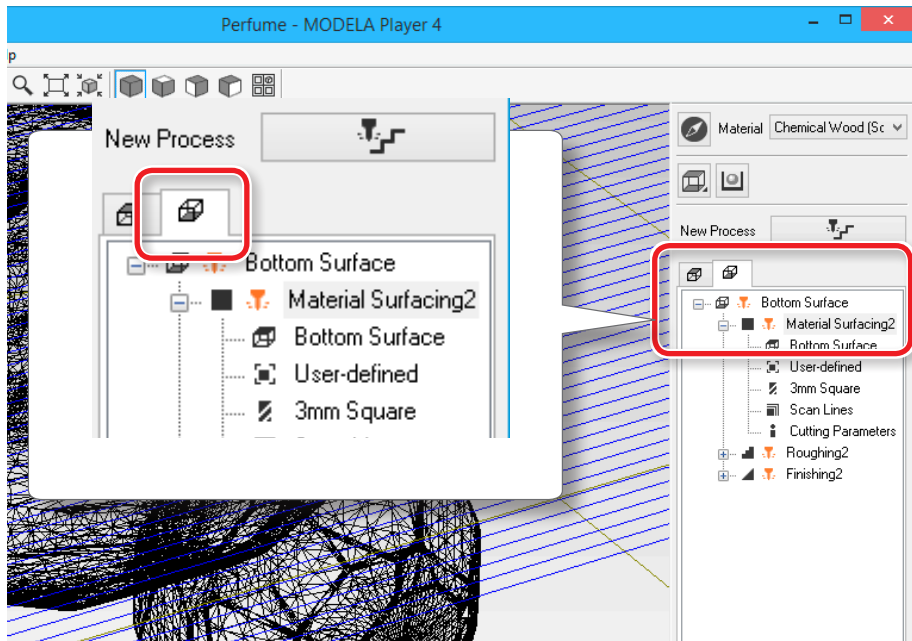 Perfume - MODELA Player 4
p
New Process
Bottom Surface
Material Surfacing2
Bottom Surface
User-defined
3mm Square
Material Chemical Wood (Sc
New Process
Bottom Surface
Material Surfacing2
Bottom Surface
User-defined
3mm Square
Scan Lines
Cutting Parameters
Roughing2
Finishing2